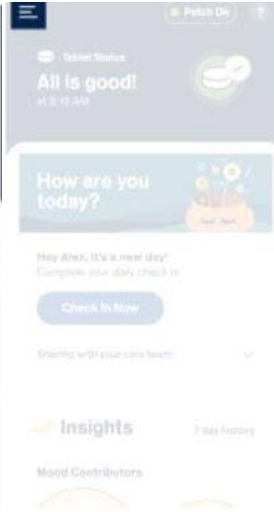 Patch Ok ?
Tablet Status
All is good!
at 8:13 AM
How are you
today?
Hey Alex, it's a new day!
Complete your daily check in
Check In Now
Sharing with your care team
Insights
7 day history
Mood Contributors